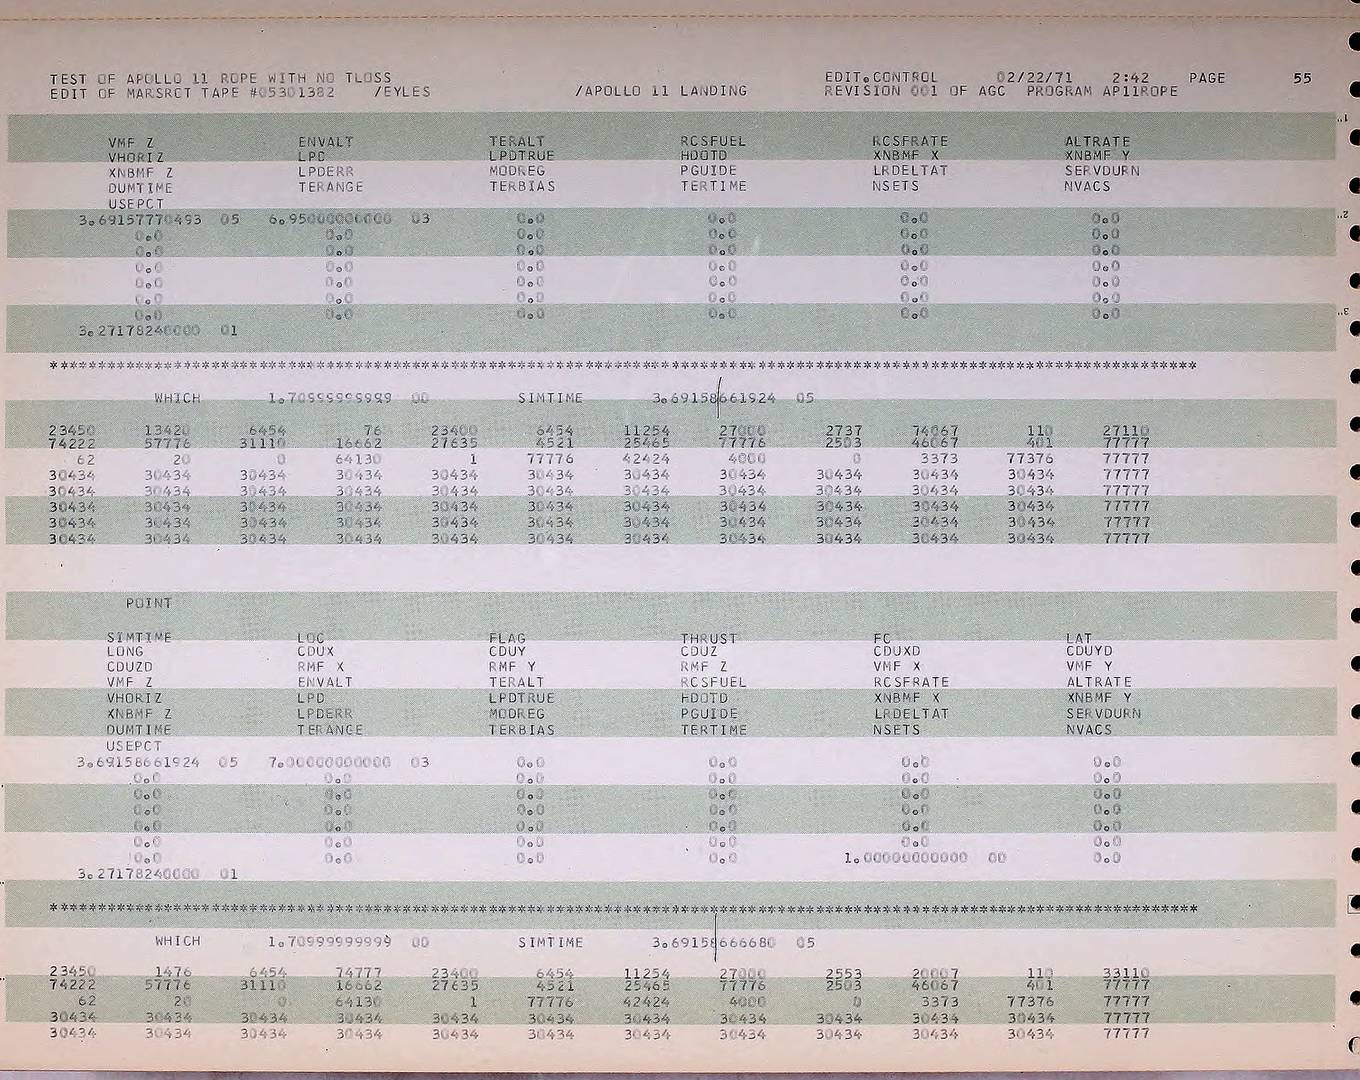 TEST OF APOLLO 11 ROPE WITH NO TLOSS EDIT.CONTROL 02/22/71 2:42 PAGE 55
EDIT OF MARSRCT TAPE #05301382 /EYLES /APOLLO 11 LANDING REVISION 001 OF AGC PROGRAM AP11ROPE
VMF Z ENVALT TERALT RCSFUEL RCSFRATE ALTRATE
VHORIZ LPD LPDTRUE HDOTD XNBMF X XNBMF Y
XNBMF Z LPDERR MODREG PGUIDE LRDELTAT SERVDURN
DUMTIME TERANGE TERBIAS TERTIME NSETS NVACS
USEPCT
3.69157770493 05 6.95000000000 03 0.0 0.0 0.0 0.0
0.0 0.0 0.0 0.0 0.0 0.0
0.0 0.0 0.0 0.0 0.0 0.0
0.0 0.0 0.0 0.0 0.0 0.0
0.0 0.0 0.0 0.0 0.0 0.0
0.0 0.0 0.0 0.0 0.0 0.0
0.0 0.0 0.0 0.0 0.0 0.0
3.27178240000 01
WHICH 1.70999999999 00 SIMTIME 3.69158661924 05
23450 13420 6454 76 23400 6454 11254 27000 2737 74067 110 27110
74222 57776 31110 16662 27635 4521 25465 77776 2503 46067 401 77777
62 20 0 64130 1 77776 42424 4000 0 3373 77376 77777
30434 30434 30434 30434 30434 30434 30434 30434 30434 30434 30434 77777
30434 30434 30434 30434 30434 30434 30434 30434 30434 30434 30434 77777
30434 30434 30434 30434 30434 30434 30434 30434 30434 30434 30434 77777
30434 30434 30434 30434 30434 30434 30434 30434 30434 30434 30434 77777
30434 30434 30434 30434 30434 30434 30434 30434 30434 30434 30434 77777
POINT
SIMTIME LOC FLAG THRUST FC LAT
LONG CDUX CDUY CDUZ CDUXD CDUYD
CDUZD RMF X RMF Y RMF Z VMF X VMF Y
VMF Z ENVALT TERALT RCSFUEL RCSFRATE ALTRATE
VHORIZ LPD LPDTRUE HDOTD XNBMF X XNBMF Y
XNBMF Z LPDERR MODREG PGUIDE LRDELTAT SERVDURN
DUMTIME TERANGE TERBIAS TERTIME NSETS NVACS
USEPCT
3.69158661924 05 7.00000000000 03 0.0 0.0 0.0 0.0
0.0 0.0 0.0 0.0 0.0 0.0
0.0 0.0 0.0 0.0 0.0 0.0
0.0 0.0 0.0 0.0 0.0 0.0
0.0 0.0 0.0 0.0 0.0 0.0
0.0 0.0 0.0 0.0 0.0 0.0
0.0 0.0 0.0 0.0 1.00000000000 00 0.0
3.27178240000 01
WHICH 1.70999999999 00 SIMTIME 3.69158666680 05
23450 1476 6454 74777 23400 6454 11254 27000 2553 20007 110 33110
74222 57776 31110 16662 27635 4521 25465 77776 2503 46067 401 77777
62 20 0 64130 1 77776 42424 4000 0 3373 77376 77777
30434 30434 30434 30434 30434 30434 30434 30434 30434 30434 30434 77777
30434 30434 30434 30434 30434 30434 30434 30434 30434 30434 30434 77777